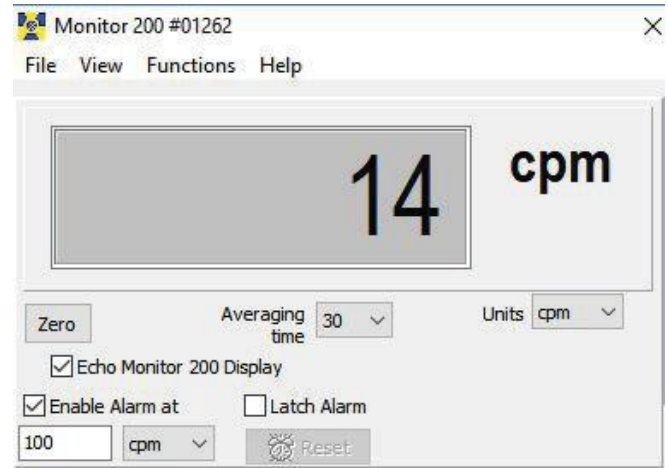 Monitor 200 #01262
File View Functions Help
14 cpm
Zero Averaging time 30 Units cpm
Echo Monitor 200 Display
Enable Alarm at Latch Alarm
100 cpm Reset